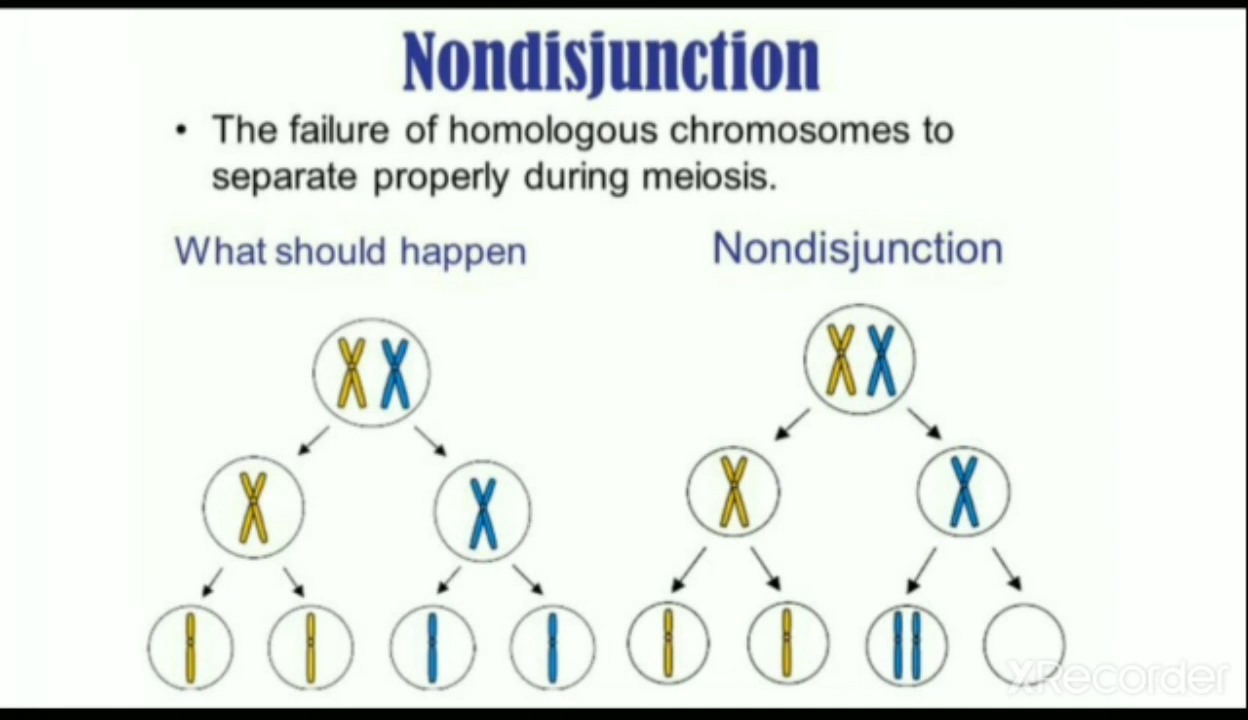 Nondisjunction
• The failure of homologous chromosomes to
separate properly during meiosis.
What should happen
Nondisjunction
XRecorder